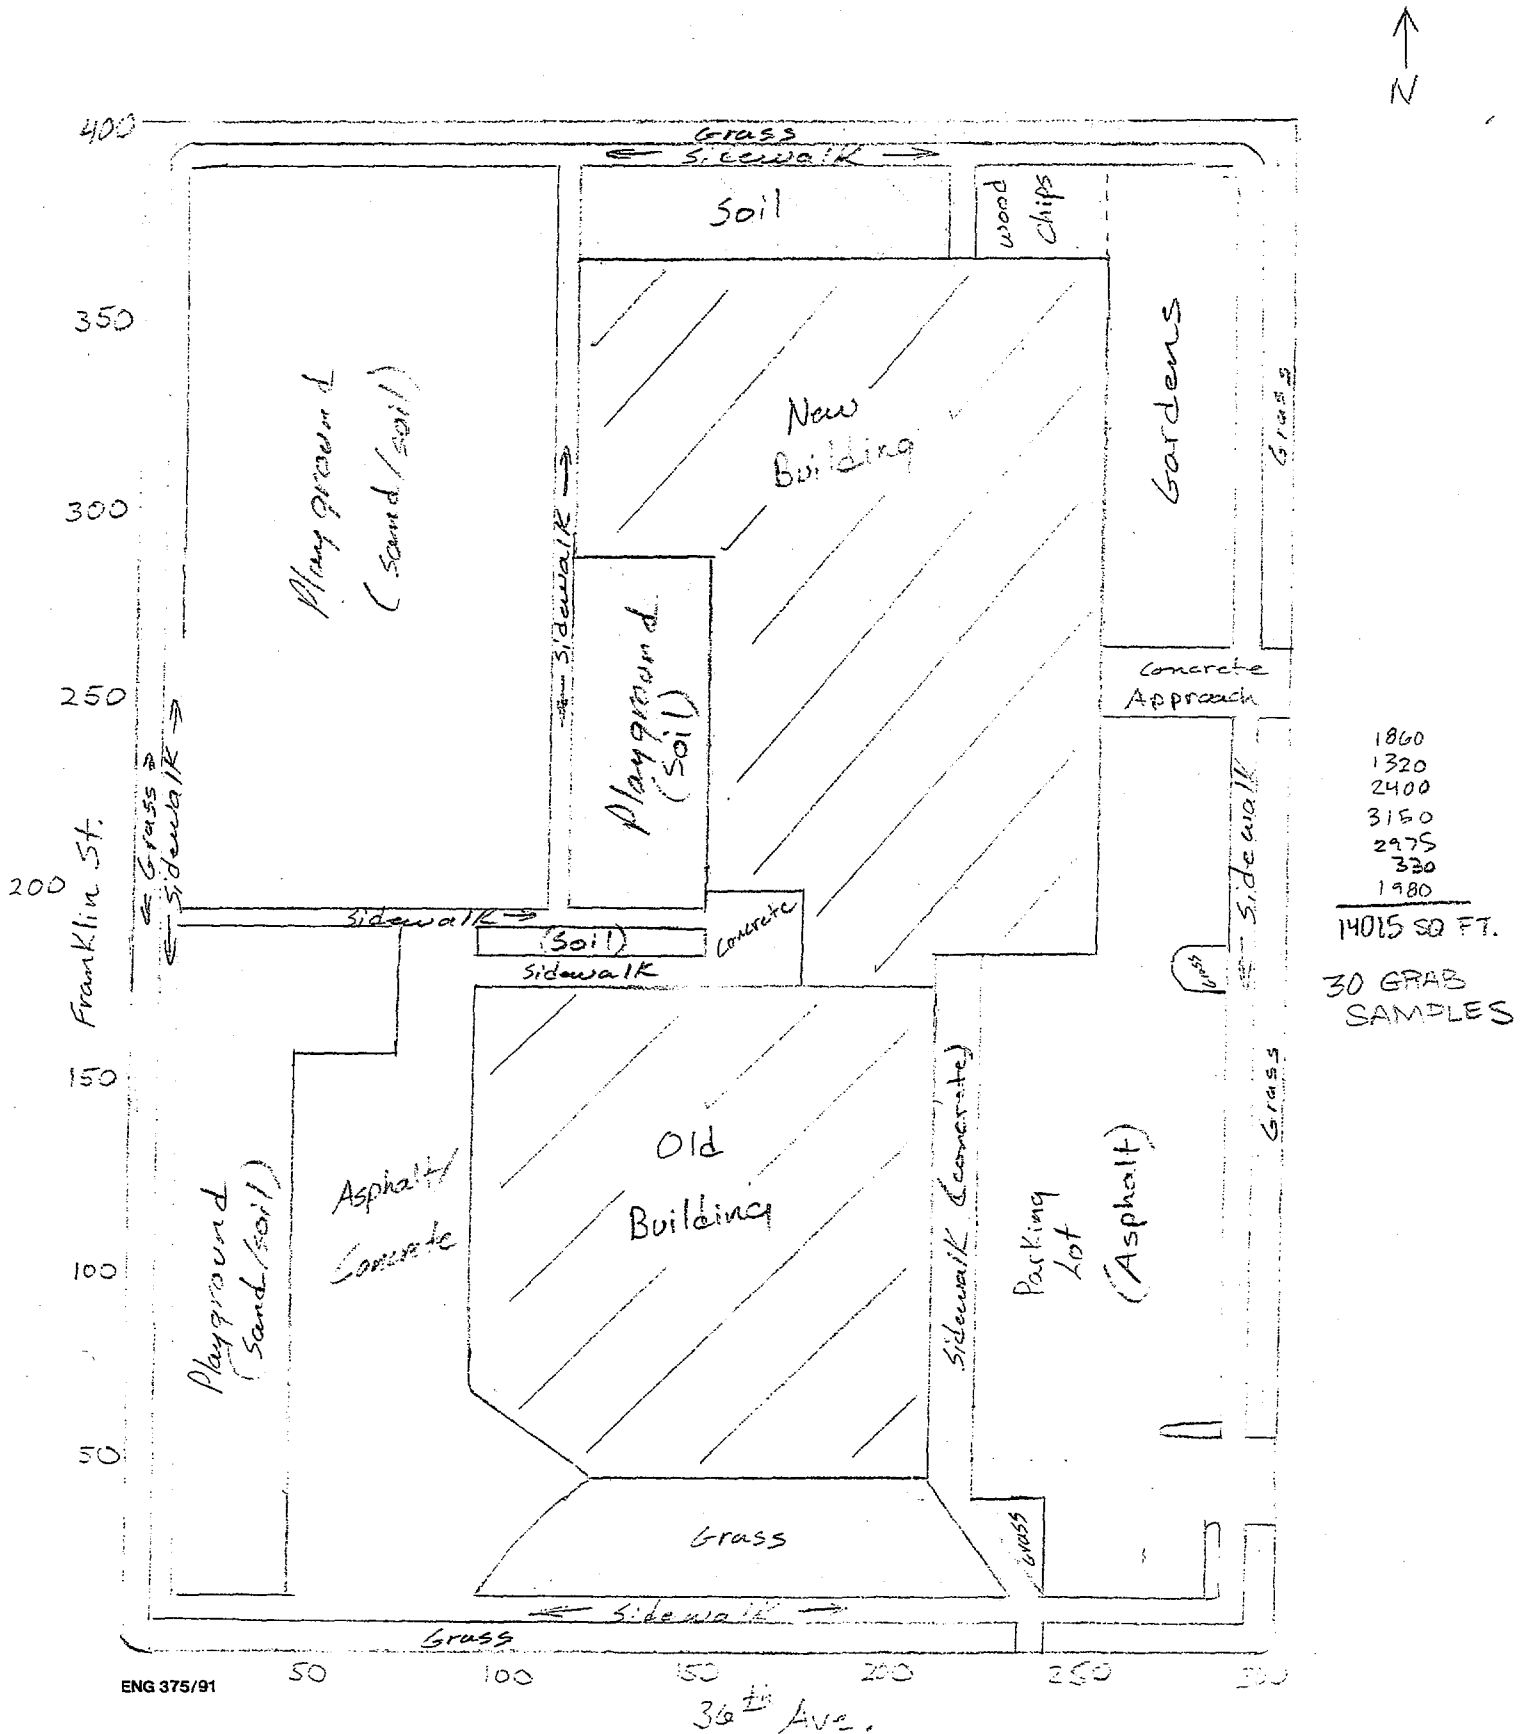 N
400
Grass
← Sidewalk →
Soil
wood
Chips
350
Playground
(sand/soil)
New
Building
Gardens
Grass
300
← Sidewalk →
Playground
(Soil)
Concrete
Approach
250
← Grass →
← Sidewalk →
Franklin St.
200
Sidewalk →
(Soil)
Concrete
Sidewalk
← Sidewalk
Grass
1860
1320
2400
3150
2975
330
1980
14015 SQ FT.
30 GRAB
SAMPLES
150
Playground
(sand/soil)
Asphalt/
Concrete
Old
Building
Sidewalk (concrete)
Parking
Lot
(Asphalt)
Grass
100
50
Grass
Grass
← Sidewalk →
Grass
50
100
150
200
250
300
ENG 375/91
36th Ave.